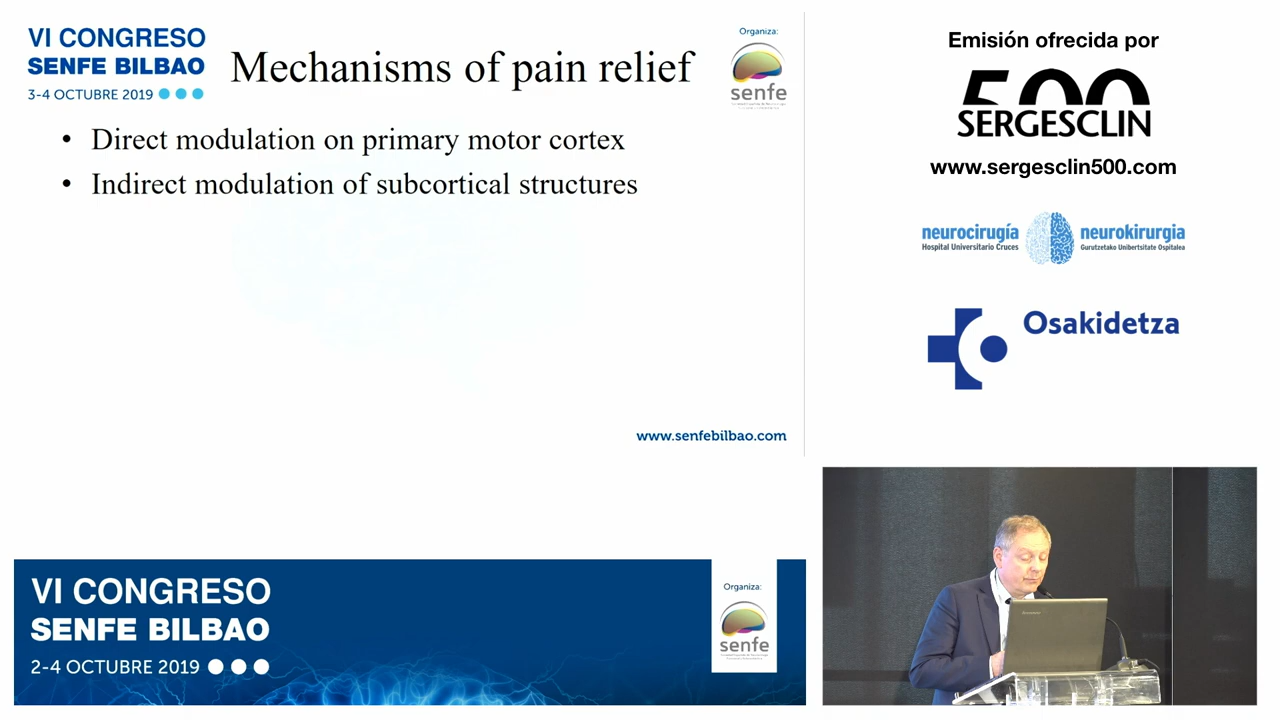 VI CONGRESO
SENFE BILBAO
3-4 OCTUBRE 2019
Mechanisms of pain relief
Organiza:
senfe
• Direct modulation on primary motor cortex
• Indirect modulation of subcortical structures
www.senfebilbao.com
Emisión ofrecida por
500
SERGESCLIN
www.sergesclin500.com
neurocirugía
Hospital Universitario Cruces
neurokirurgia
Gurutzetako Unibertsitate Ospitalea
Osakidetza
VI CONGRESO
SENFE BILBAO
2-4 OCTUBRE 2019
Organiza:
senfe